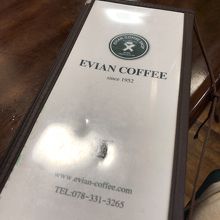 EVIAN COFFEE
since 1952
www.evian-coffee.com
TEL:078-331-3265